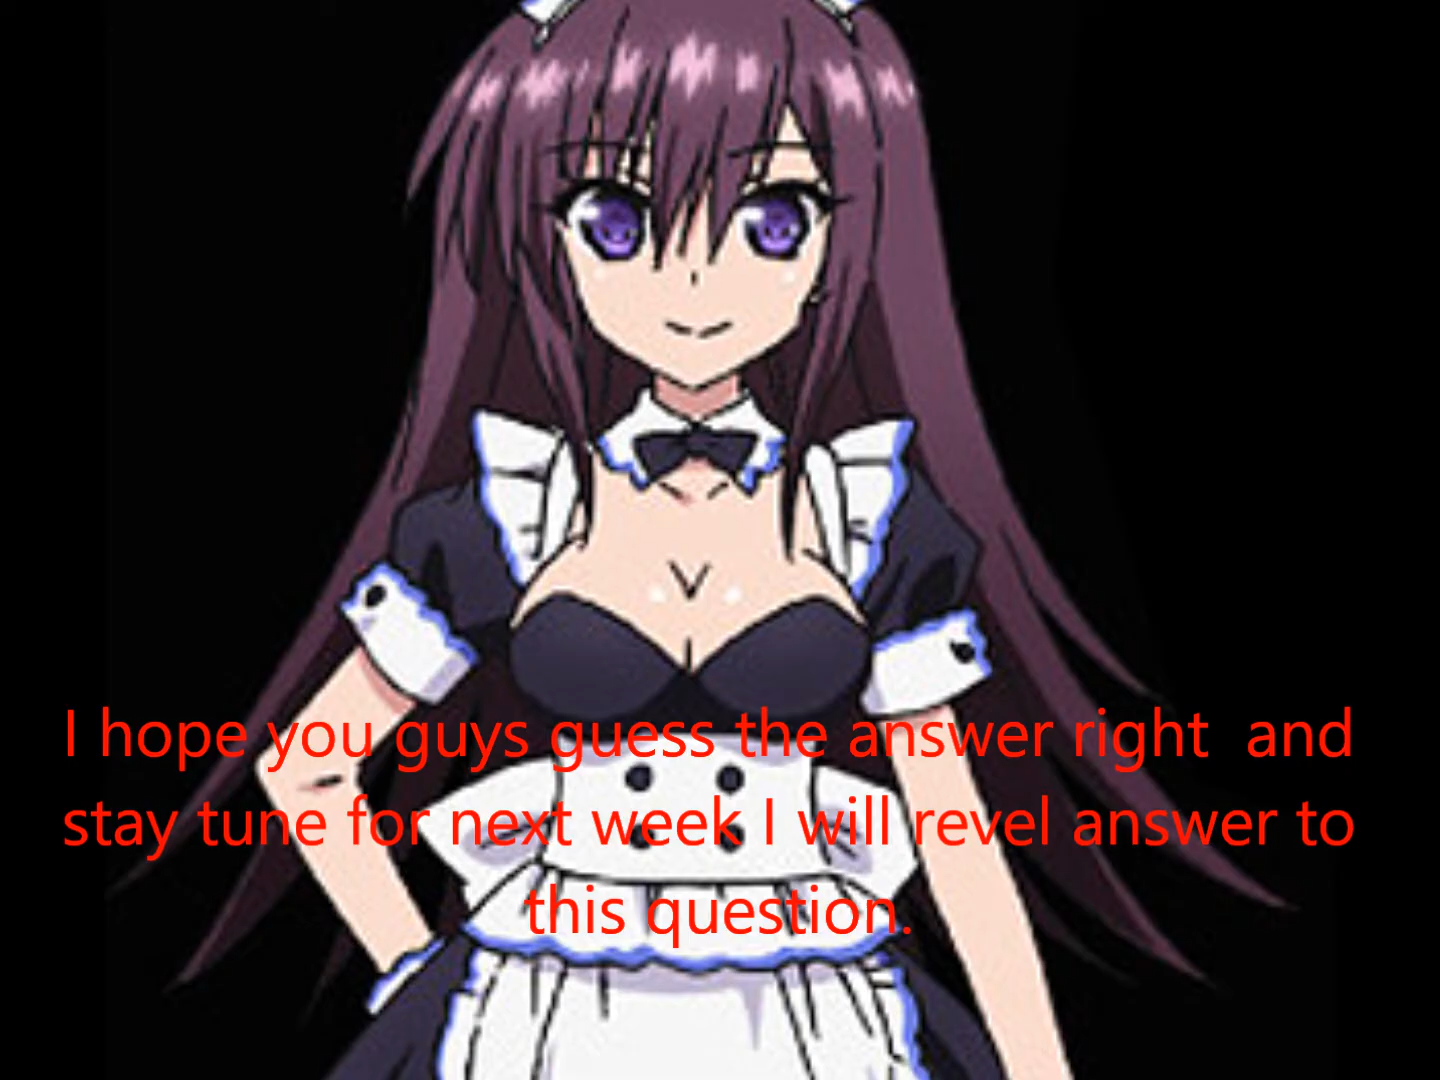 I hope you guys guess the answer right  and
stay tune for next week I will revel answer to
this question.